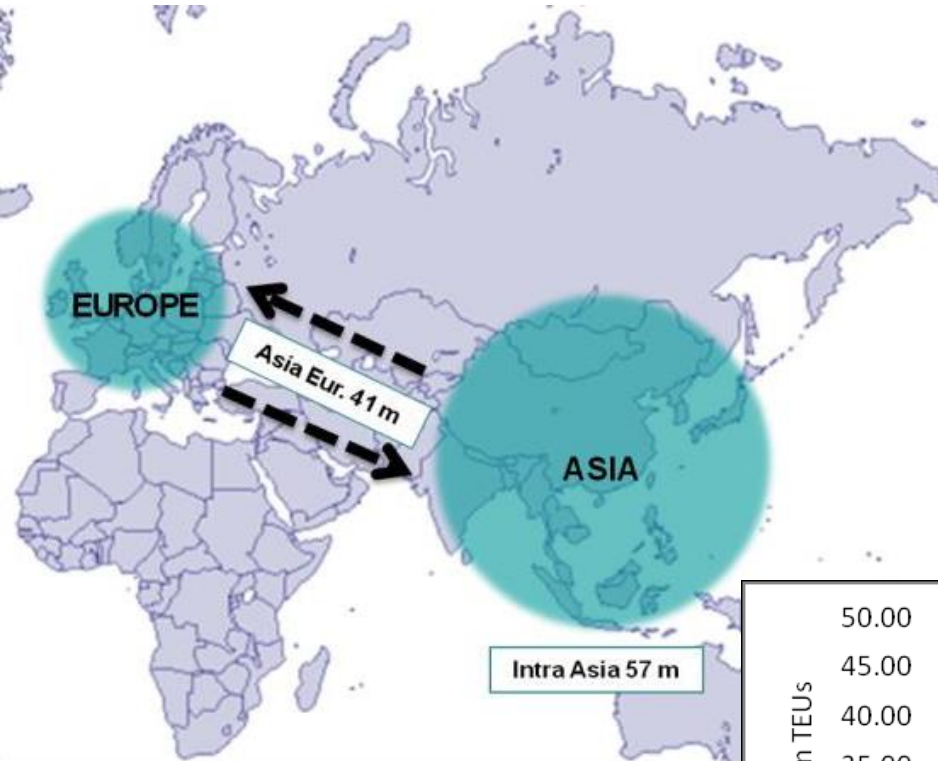 EUROPE
Asia Eur. 41 m
ASIA
Intra Asia 57 m
50.00
45.00
40.00
TEUs